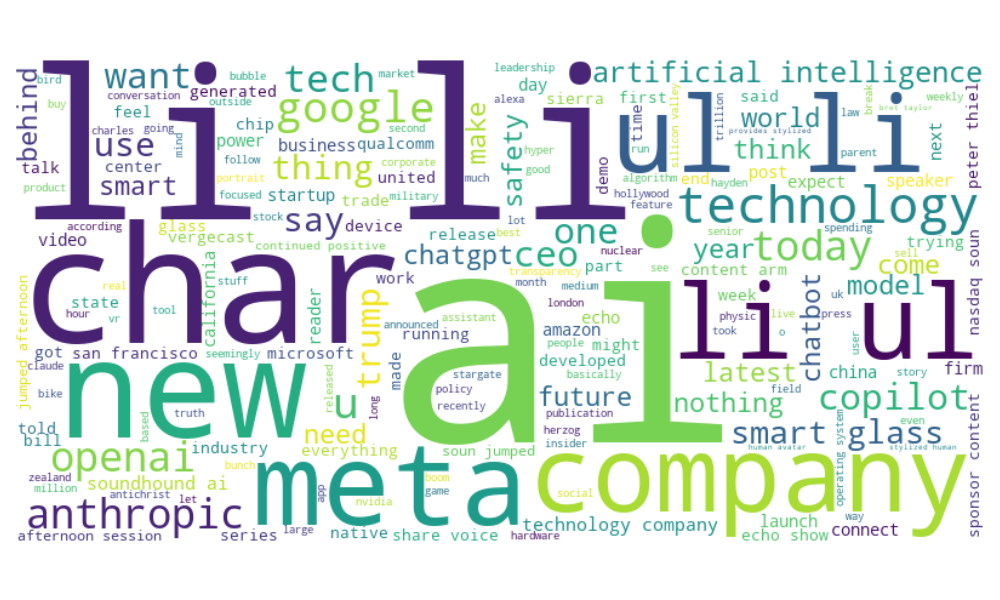 li li
ul li
char
ai
li ul
new
meta
company
want
tech
google
thing
artificial intelligence
technology
today
behind
use
smart
say
one
ceo
chatgpt
safety
make
world
think
year
come
model
chatbot
latest
nothing
copilot
smart glass
future
trump
u
need
openai
anthropic
soundhound ai
bird
bubble
market
leadership
day
conversation
generated
buy
feel
outside
chip
power
second
alexa
sierra
first
said
break
weekly
bret taylor
law
charles
going
mind
talk
center
follow
business
qualcomm
corporate
hyper
time
run
silicon valley
trillion
provides stylized
parent
next
peter thiel
product
focused
portrait
startup
united
trade
military
much
good
demo
algorithm
end
hayden
post
expect
speaker
hollywood
feature
according
stock
glass
video
vergecast
continued positive
device
release
lot
best
nuclear
senior
spending
trying
sell
stuff
real
hour
state
vr
tool
california
reader
work
part
transparency
month
see
content arm
week
echo
medium
london
amazon
physic
took
live
o
uk
press
user
nasdaq soun
jumped afternoon
got
san francisco
seemingly
microsoft
announced
running
assistant
might
people
developed
basically
china
story
firm
claude
bike
truth
based
released
long
made
policy
recently
stargate
publication
field
told
bill
industry
everything
soun jumped
herzog
insider
even
human avatar
stylized human
operating system
sponsor content
zealand
million
antichrist
bunch
let
app
nvidia
boom
game
social
way
afternoon session
series
large
native
share voice
hardware
technology company
launch
echo show
connect